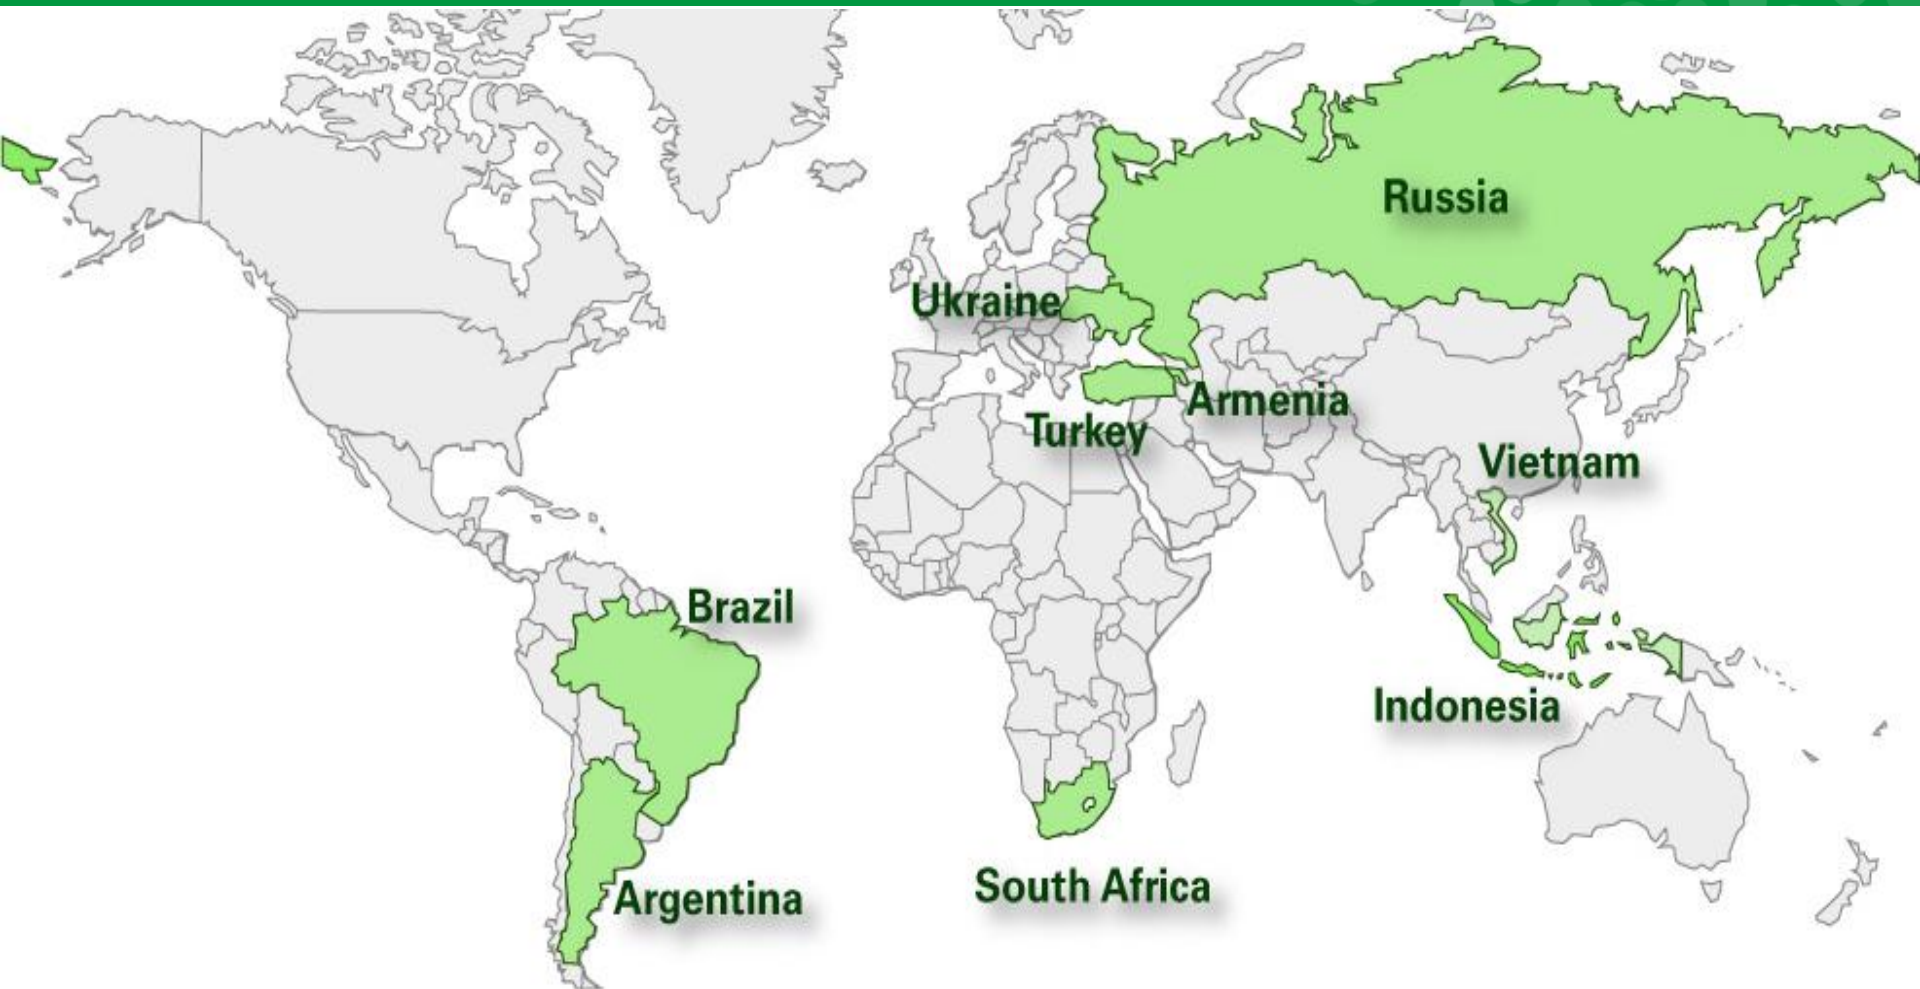 Russia
Ukraine
Armenia
Turkey
Vietnam
Brazil
Indonesia
South Africa
Argentina